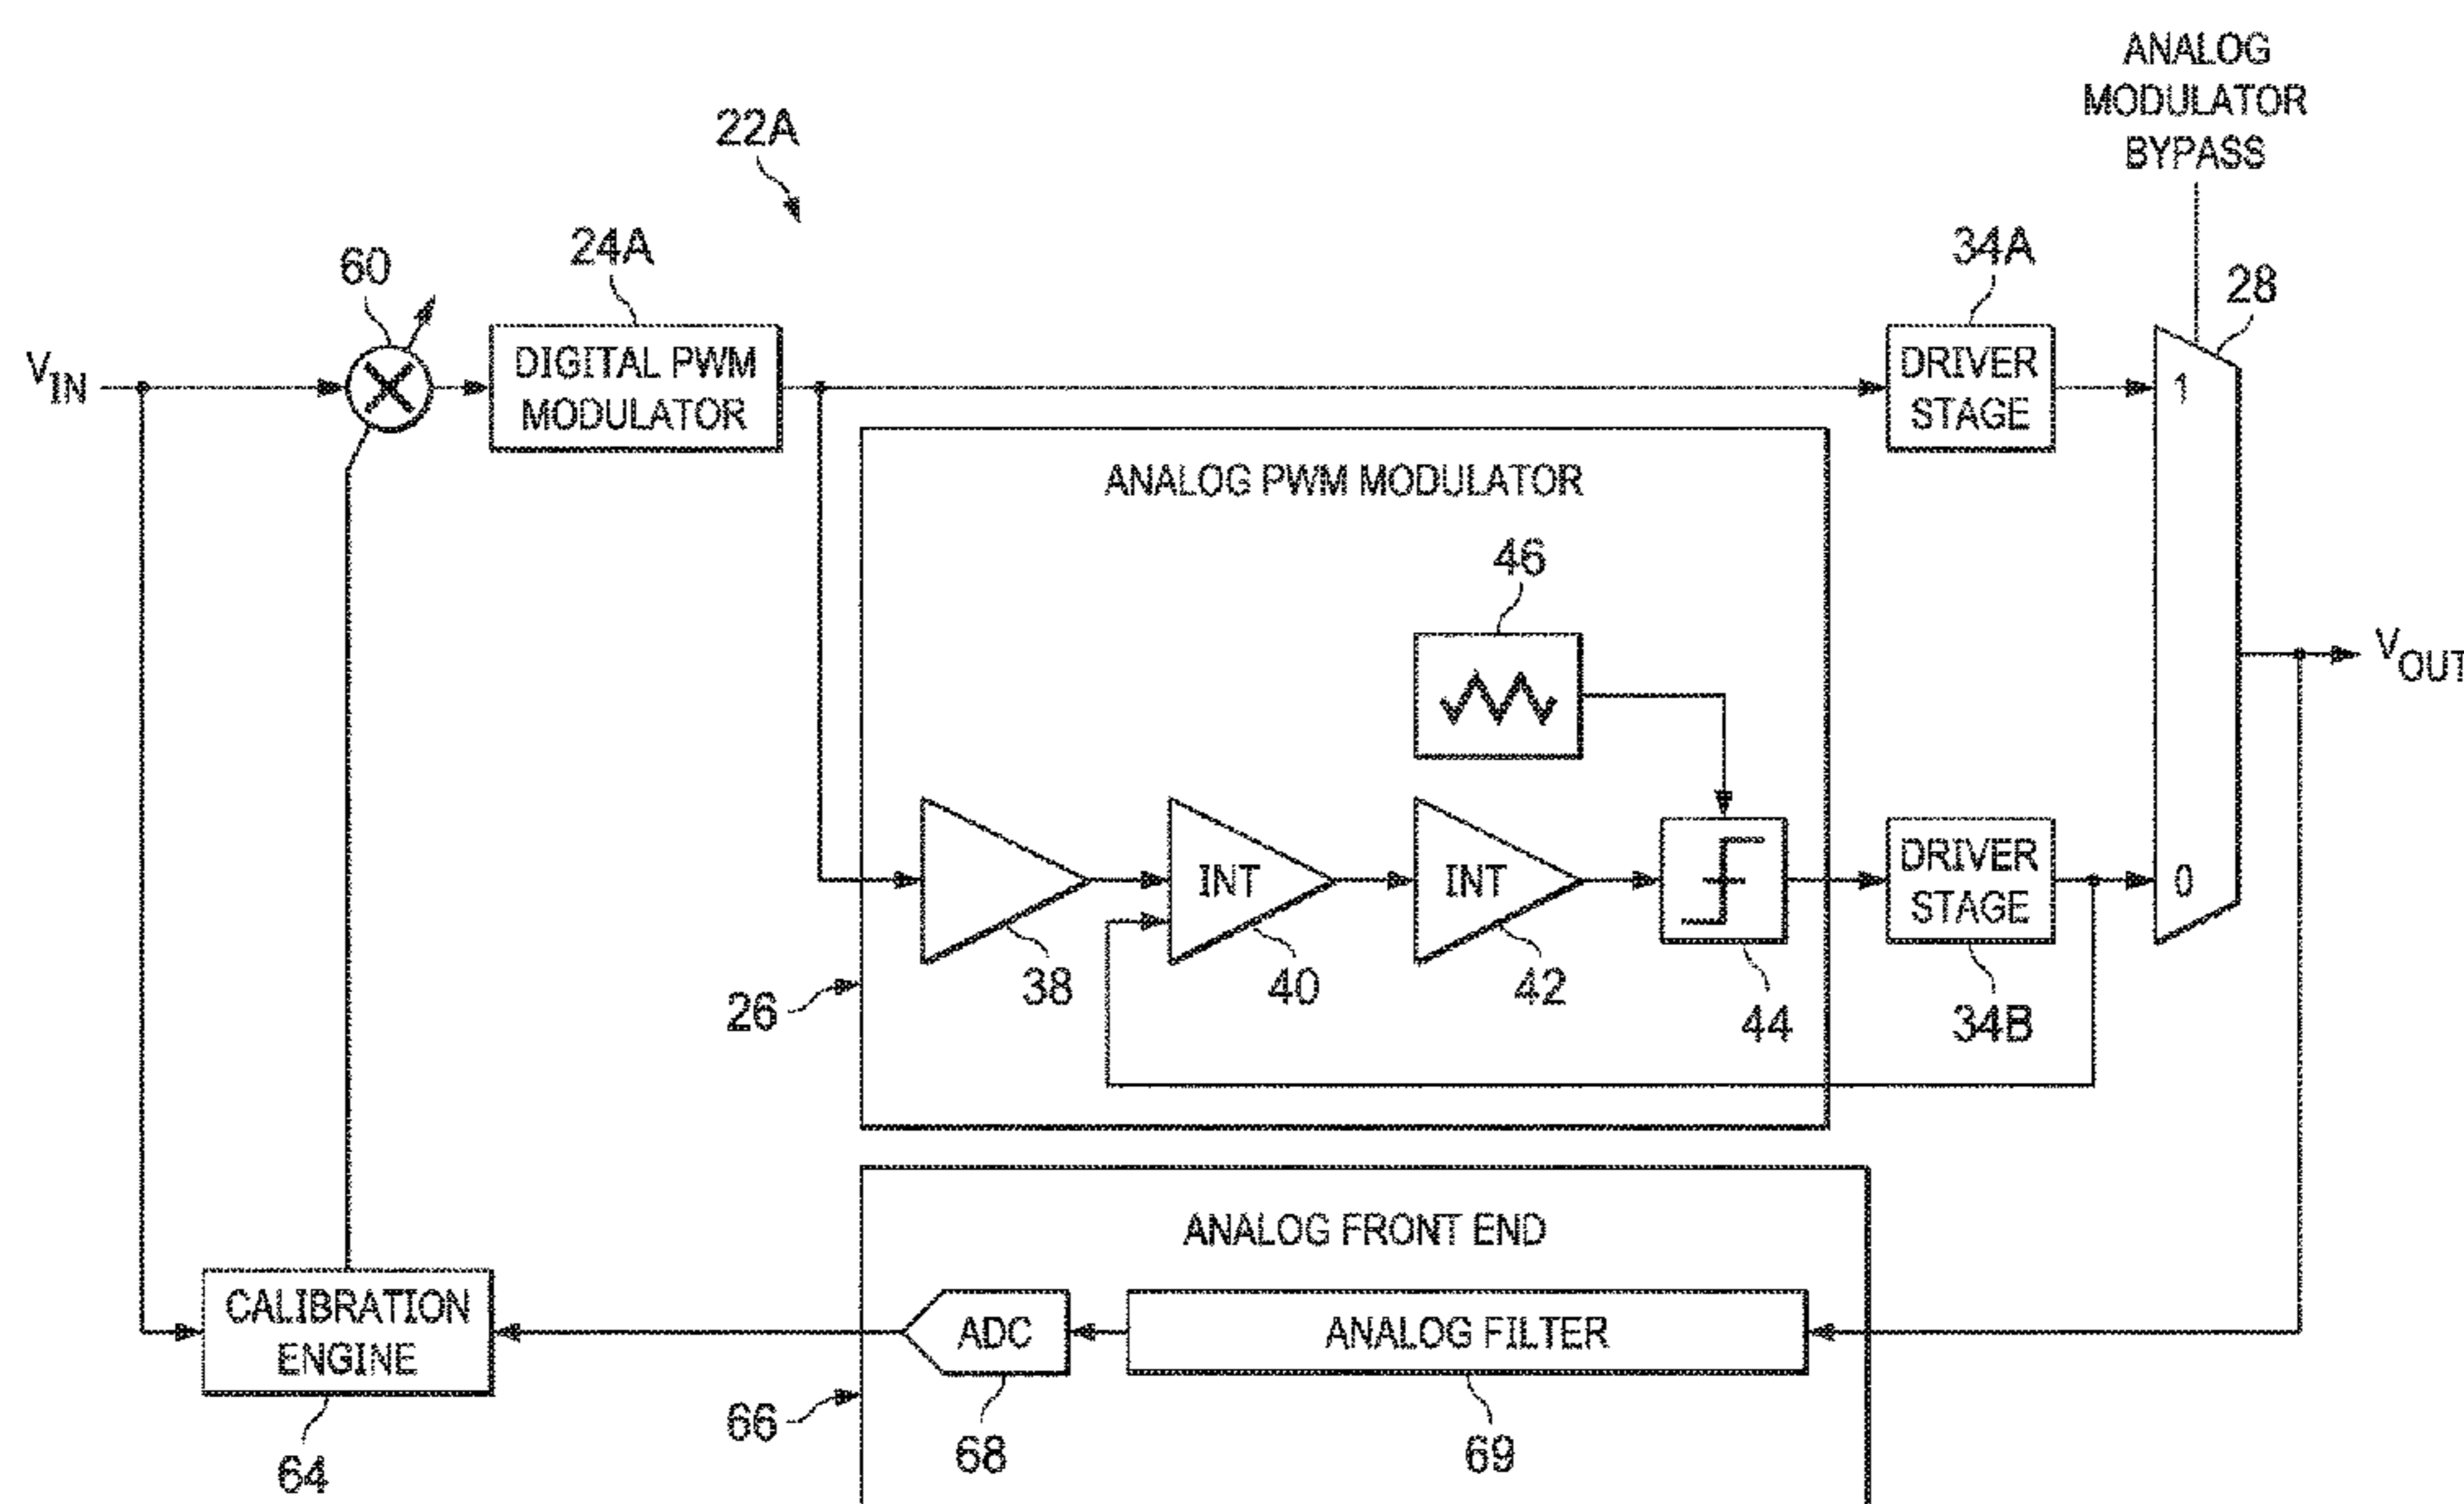 ANALOG
MODULATOR
BYPASS
22A
24A
34A
60
28
VIN
DIGITAL PWM
MODULATOR
DRIVER
STAGE
1
ANALOG PWM MODULATOR
46
VOUT
INT
INT
DRIVER
STAGE
0
38
40
42
26
44
34B
ANALOG FRONT END
CALIBRATION
ENGINE
ADC
ANALOG FILTER
66
68
69
64